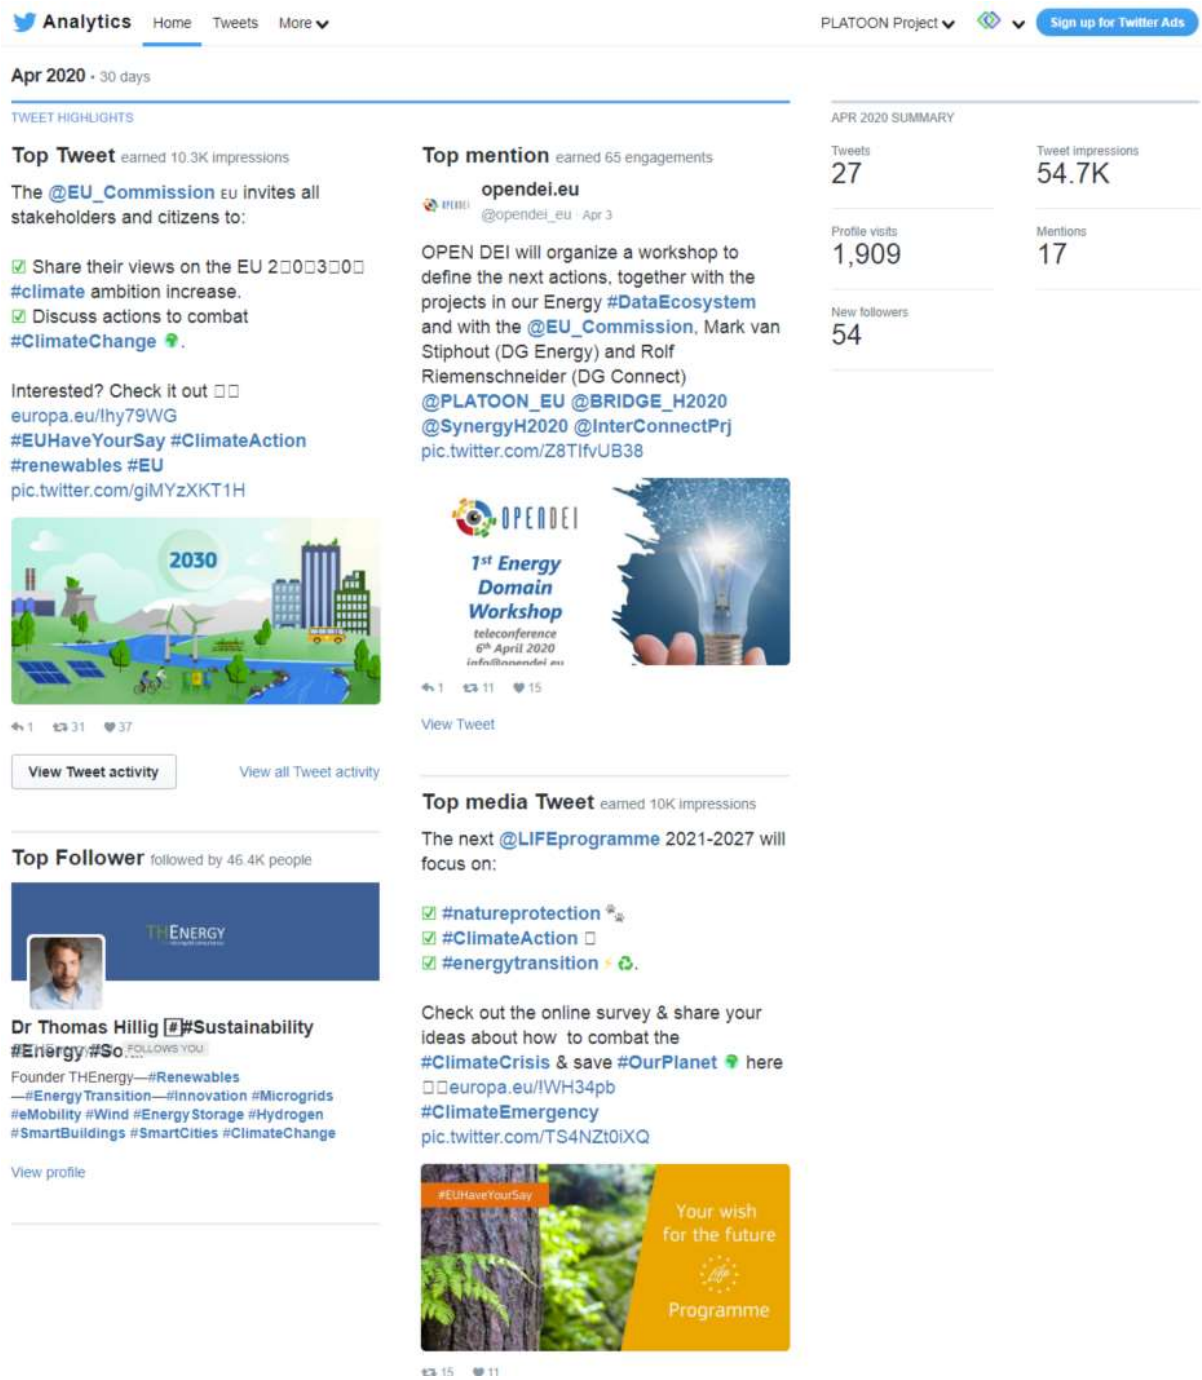 Analytics Home Tweets More PLATOON Project Sign up for Twitter Ads
Apr 2020 · 30 days
TWEET HIGHLIGHTS
Top Tweet earned 10.3K impressions
The @EU_Commission EU invites all
stakeholders and citizens to:
☑ Share their views on the EU 2□0□3□0□
#climate ambition increase.
☑ Discuss actions to combat
#ClimateChange 🌍.
Interested? Check it out □□
europa.eu/!hy79WG
#EUHaveYourSay #ClimateAction
#renewables #EU
pic.twitter.com/giMYzXKT1H
2030
1 31 37
View Tweet activity View all Tweet activity
Top Follower followed by 46.4K people
THENERGY
Dr Thomas Hillig #️#Sustainability
#Energy #So... FOLLOWS YOU
Founder THEnergy—#Renewables
—#EnergyTransition—#Innovation #Microgrids
#eMobility #Wind #EnergyStorage #Hydrogen
#SmartBuildings #SmartCities #ClimateChange
View profile
Top mention earned 65 engagements
OPENDEI
opendei.eu
@opendei_eu · Apr 3
OPEN DEI will organize a workshop to
define the next actions, together with the
projects in our Energy #DataEcosystem
and with the @EU_Commission, Mark van
Stiphout (DG Energy) and Rolf
Riemenschneider (DG Connect)
@PLATOON_EU @BRIDGE_H2020
@SynergyH2020 @InterConnectPrj
pic.twitter.com/Z8TIfvUB38
OPENDEI
1st Energy
Domain
Workshop
teleconference
6th April 2020
info@opendei.eu
1 11 15
View Tweet
Top media Tweet earned 10K impressions
The next @LIFEprogramme 2021-2027 will
focus on:
☑ #natureprotection 🐾
☑ #ClimateAction □
☑ #energytransition ⚡ ♻.
Check out the online survey & share your
ideas about how to combat the
#ClimateCrisis & save #OurPlanet 🌍 here
□□europa.eu/!WH34pb
#ClimateEmergency
pic.twitter.com/TS4NZt0iXQ
#EUHaveYourSay
Your wish
for the future
Life
Programme
15 11
APR 2020 SUMMARY
Tweets
27
Tweet impressions
54.7K
Profile visits
1,909
Mentions
17
New followers
54